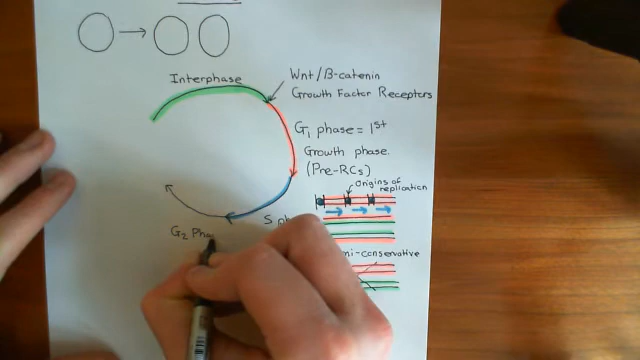 Interphase
Wnt/β-catenin
Growth Factor Receptors
G₁ phase = 1st
Growth phase.
(Pre-RCs)
Origins of
replication
S ph
G₂ Pha
mi-conservative